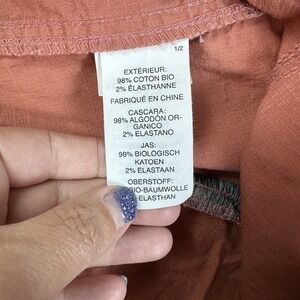 1/2
EXTÉRIEUR:
98% COTON BIO
2% ÉLASTHANNE
FABRIQUÉ EN CHINE
CASCARA:
98% ALGODÓN OR-
GANICO
2% ELASTANO
JAS:
98% BIOLOGISCH
KATOEN
2% ELASTAAN
OBERSTOFF:
BIO-BAUMWOLLE
ELASTHAN